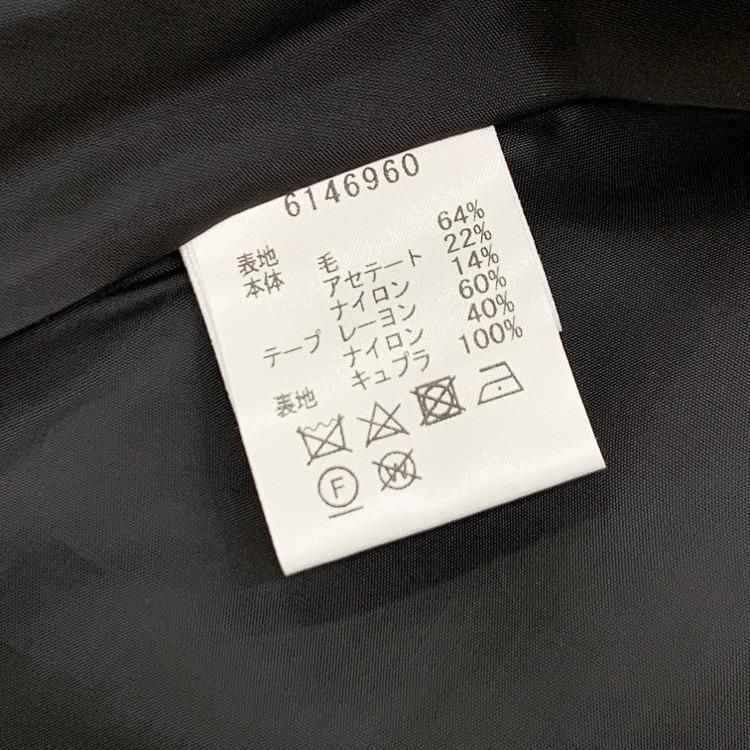 6146960
表地 毛 64%
本体 アセテート 22%
ナイロン 14%
テープ レーヨン 60%
ナイロン 40%
表地 キュプラ 100%
F
W